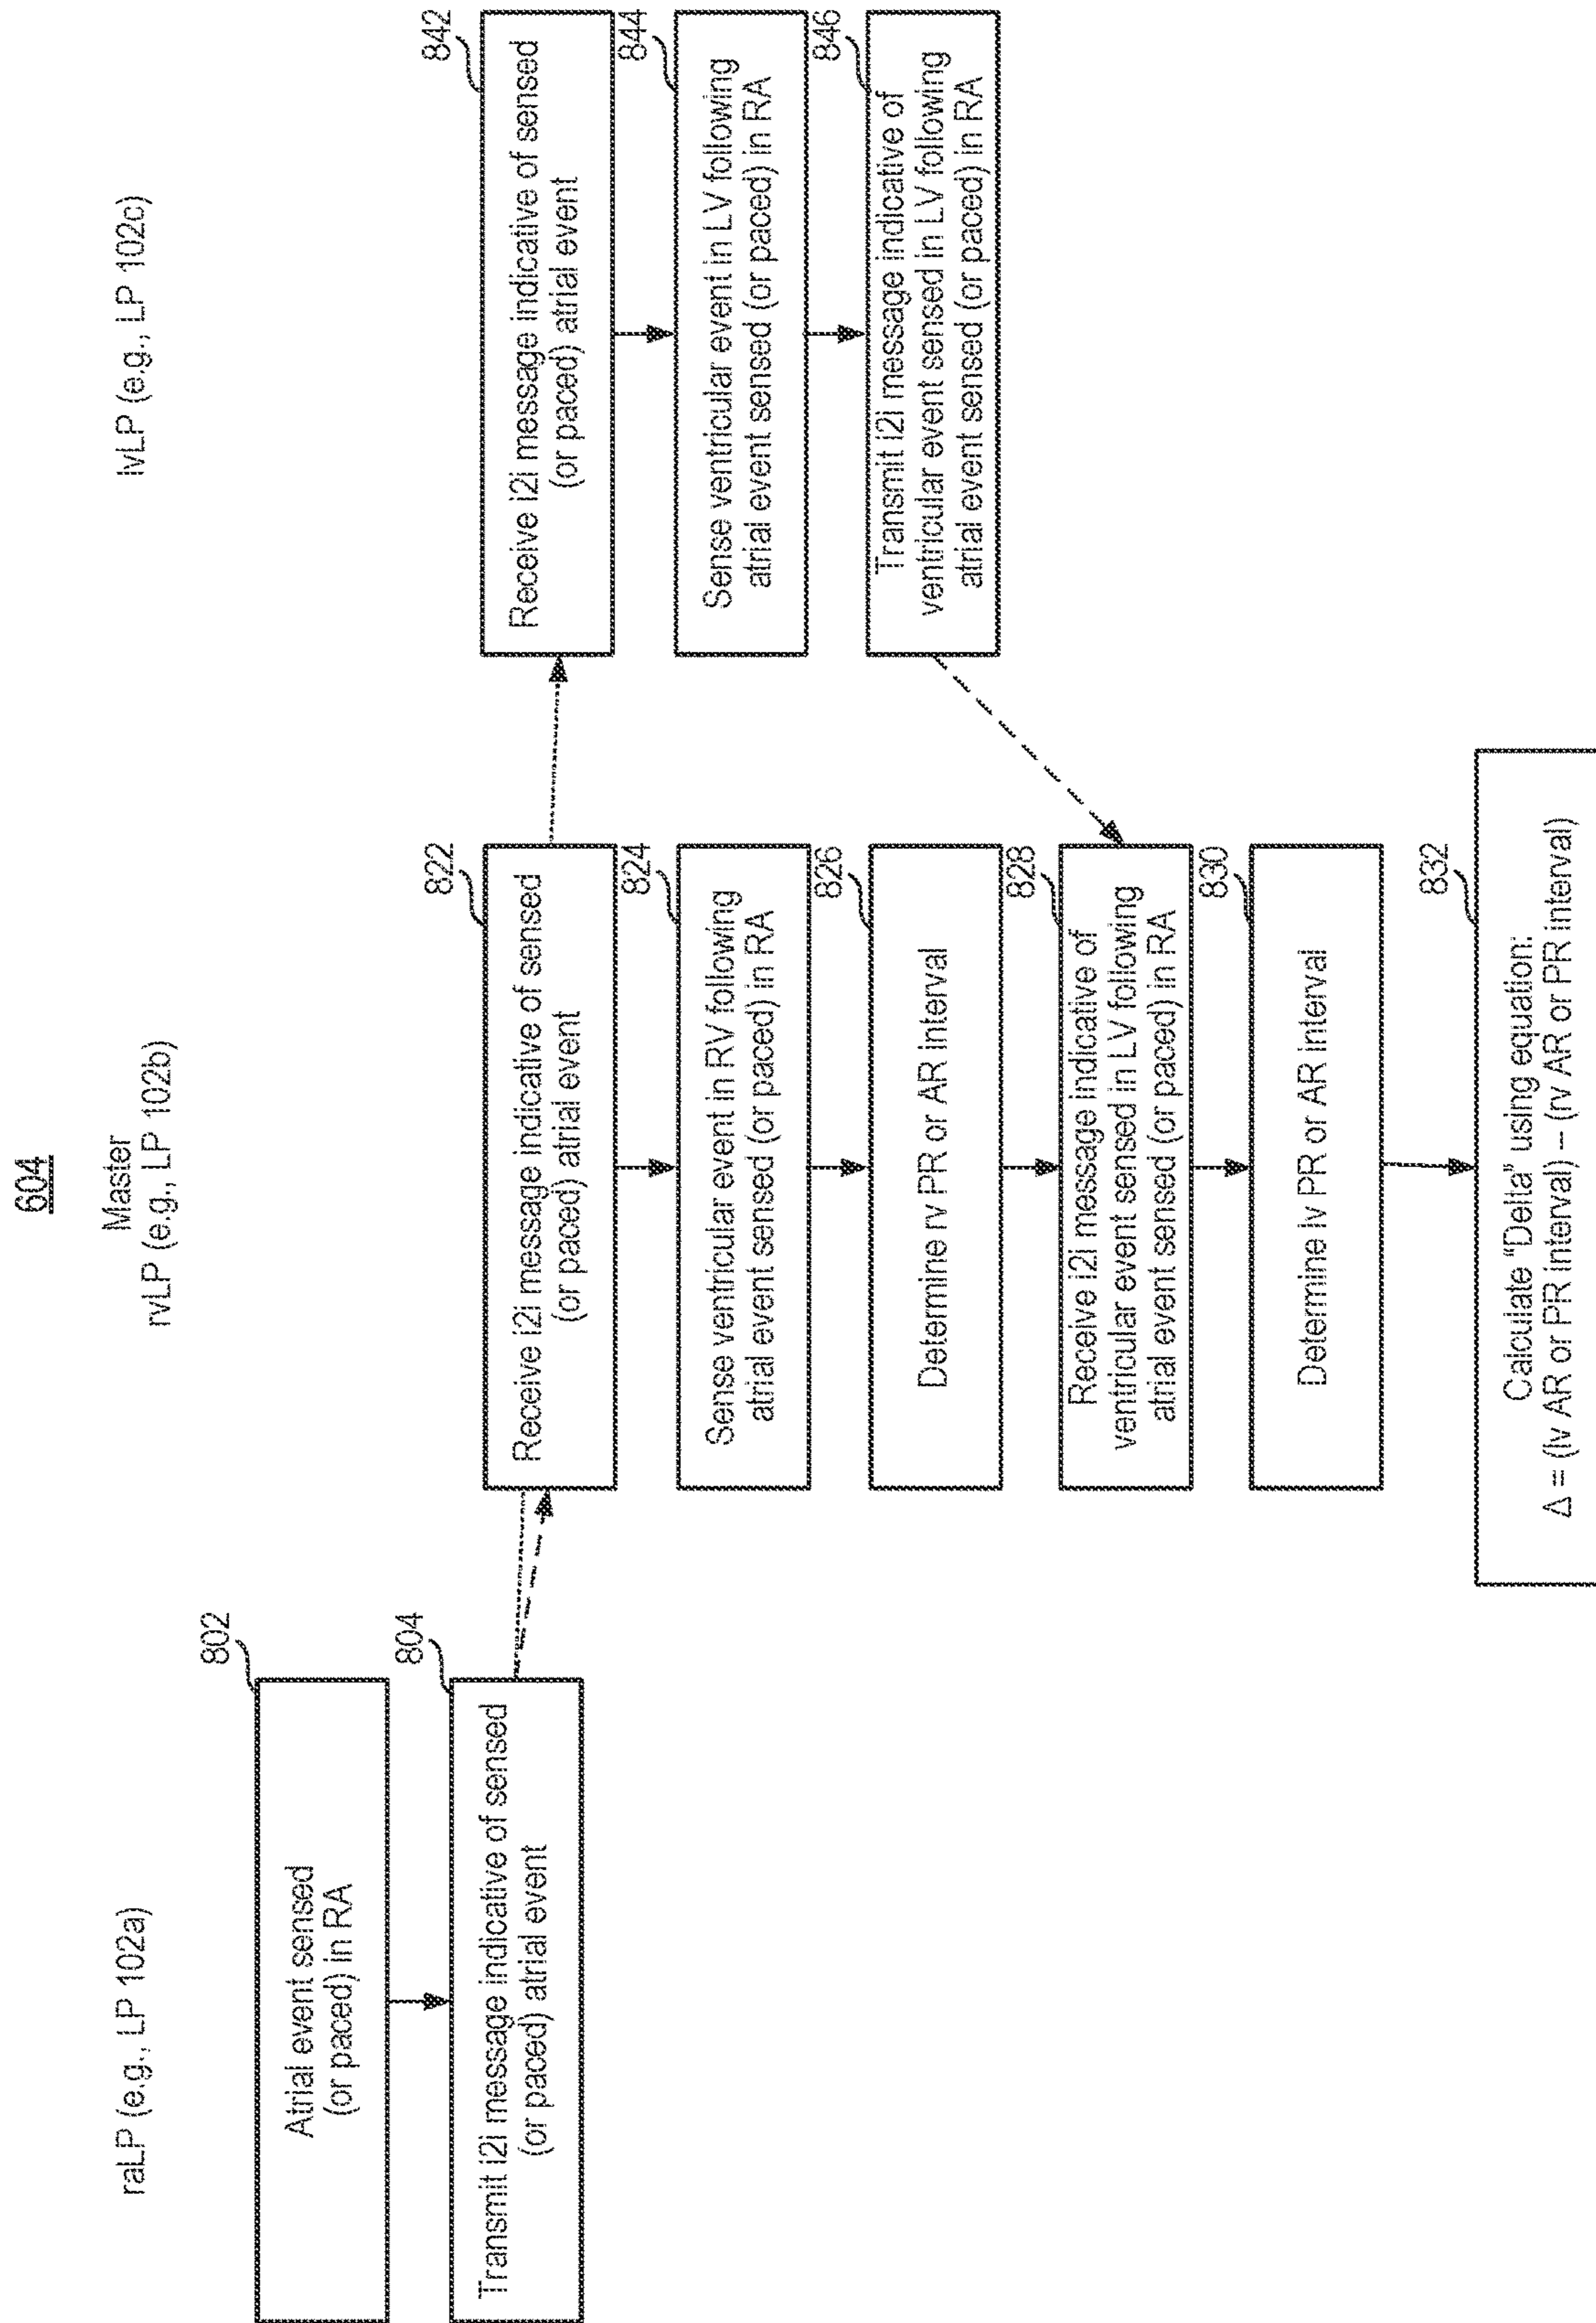 604
raLP (e.g., LP 102a)
Master
rvLP (e.g., LP 102b)
lvLP (e.g., LP 102c)
802
Atrial event sensed
(or paced) in RA
804
Transmit i2i message indicative of sensed
(or paced) atrial event
822
Receive i2i message indicative of sensed
(or paced) atrial event
824
Sense ventricular event in RV following
atrial event sensed (or paced) in RA
826
Determine rv PR or AR interval
828
Receive i2i message indicative of
ventricular event sensed in LV following
atrial event sensed (or paced) in RA
830
Determine lv PR or AR interval
832
Calculate "Delta" using equation:
Δ = (lv AR or PR interval) – (rv AR or PR interval)
842
Receive i2i message indicative of sensed
(or paced) atrial event
844
Sense ventricular event in LV following
atrial event sensed (or paced) in RA
846
Transmit i2i message indicative of
ventricular event sensed in LV following
atrial event sensed (or paced) in RA